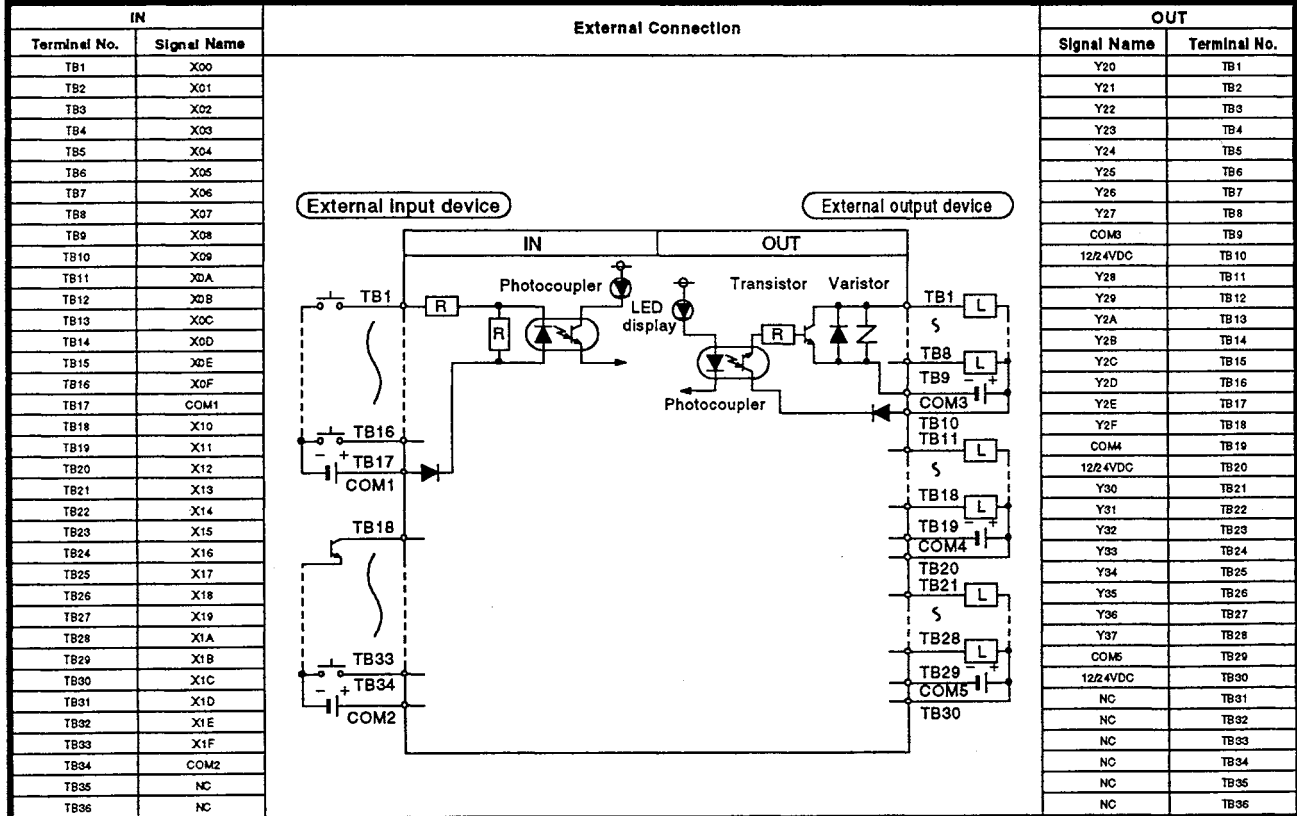 IN External Connection OUT
Terminal No. Signal Name Signal Name Terminal No.
TB1 X00 Y20 TB1
TB2 X01 Y21 TB2
TB3 X02 Y22 TB3
TB4 X03 Y23 TB4
TB5 X04 Y24 TB5
TB6 X05 Y25 TB6
TB7 X06 Y26 TB7
TB8 X07 Y27 TB8
TB9 X08 COM3 TB9
TB10 X09 12/24VDC TB10
TB11 X0A Y28 TB11
TB12 X0B Y29 TB12
TB13 X0C Y2A TB13
TB14 X0D Y2B TB14
TB15 X0E Y2C TB15
TB16 X0F Y2D TB16
TB17 COM1 Y2E TB17
TB18 X10 Y2F TB18
TB19 X11 COM4 TB19
TB20 X12 12/24VDC TB20
TB21 X13 Y30 TB21
TB22 X14 Y31 TB22
TB23 X15 Y32 TB23
TB24 X16 Y33 TB24
TB25 X17 Y34 TB25
TB26 X18 Y35 TB26
TB27 X19 Y36 TB27
TB28 X1A Y37 TB28
TB29 X1B COM5 TB29
TB30 X1C 12/24VDC TB30
TB31 X1D NC TB31
TB32 X1E NC TB32
TB33 X1F NC TB33
TB34 COM2 NC TB34
TB35 NC NC TB35
TB36 NC NC TB36
External input device
External output device
IN OUT
TB1
R
R
Photocoupler
LED
display
TB16
- +
TB17
COM1
TB18
TB33
- +
TB34
COM2
Transistor Varistor
R
Photocoupler
TB1 L
TB8 L
TB9 - +
COM3
TB10
TB11 L
TB18 L
TB19 - +
COM4
TB20
TB21 L
TB28 L
TB29 - +
COM5
TB30